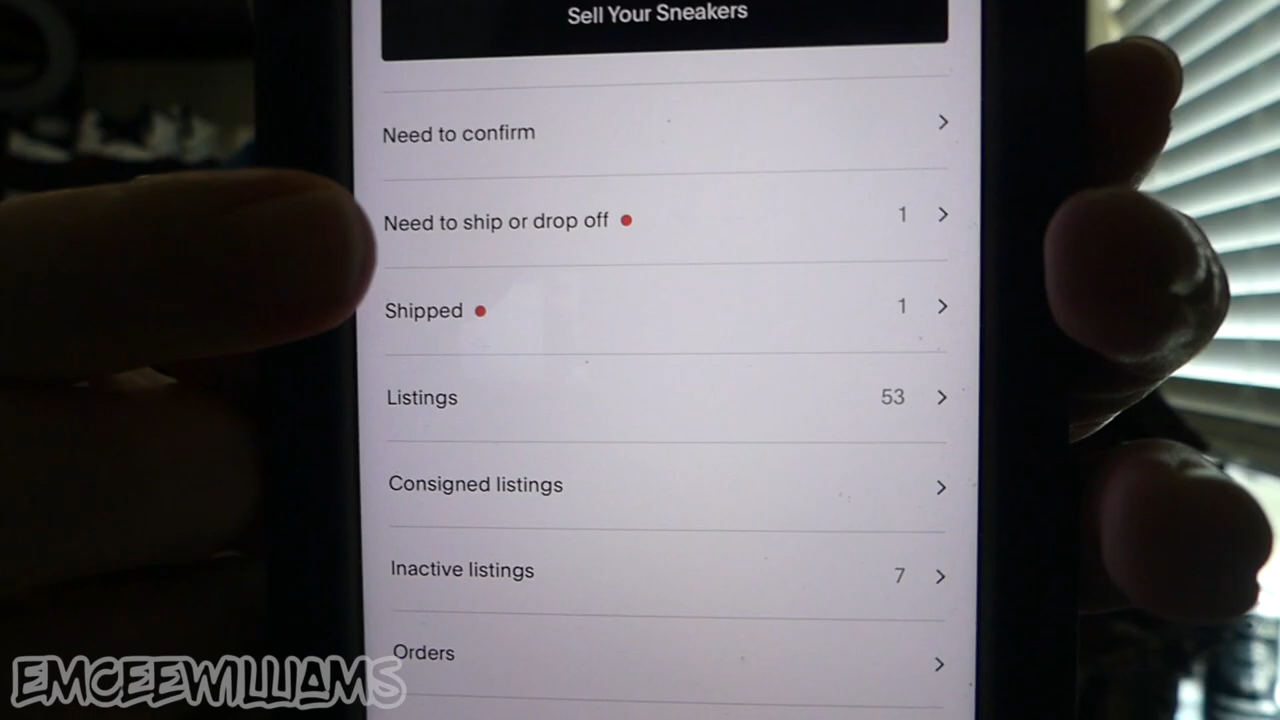 Sell Your Sneakers
Need to confirm
Need to ship or drop off 1
Shipped 1
Listings 53
Consigned listings
Inactive listings 7
Orders
EMCEEWILLIAMS